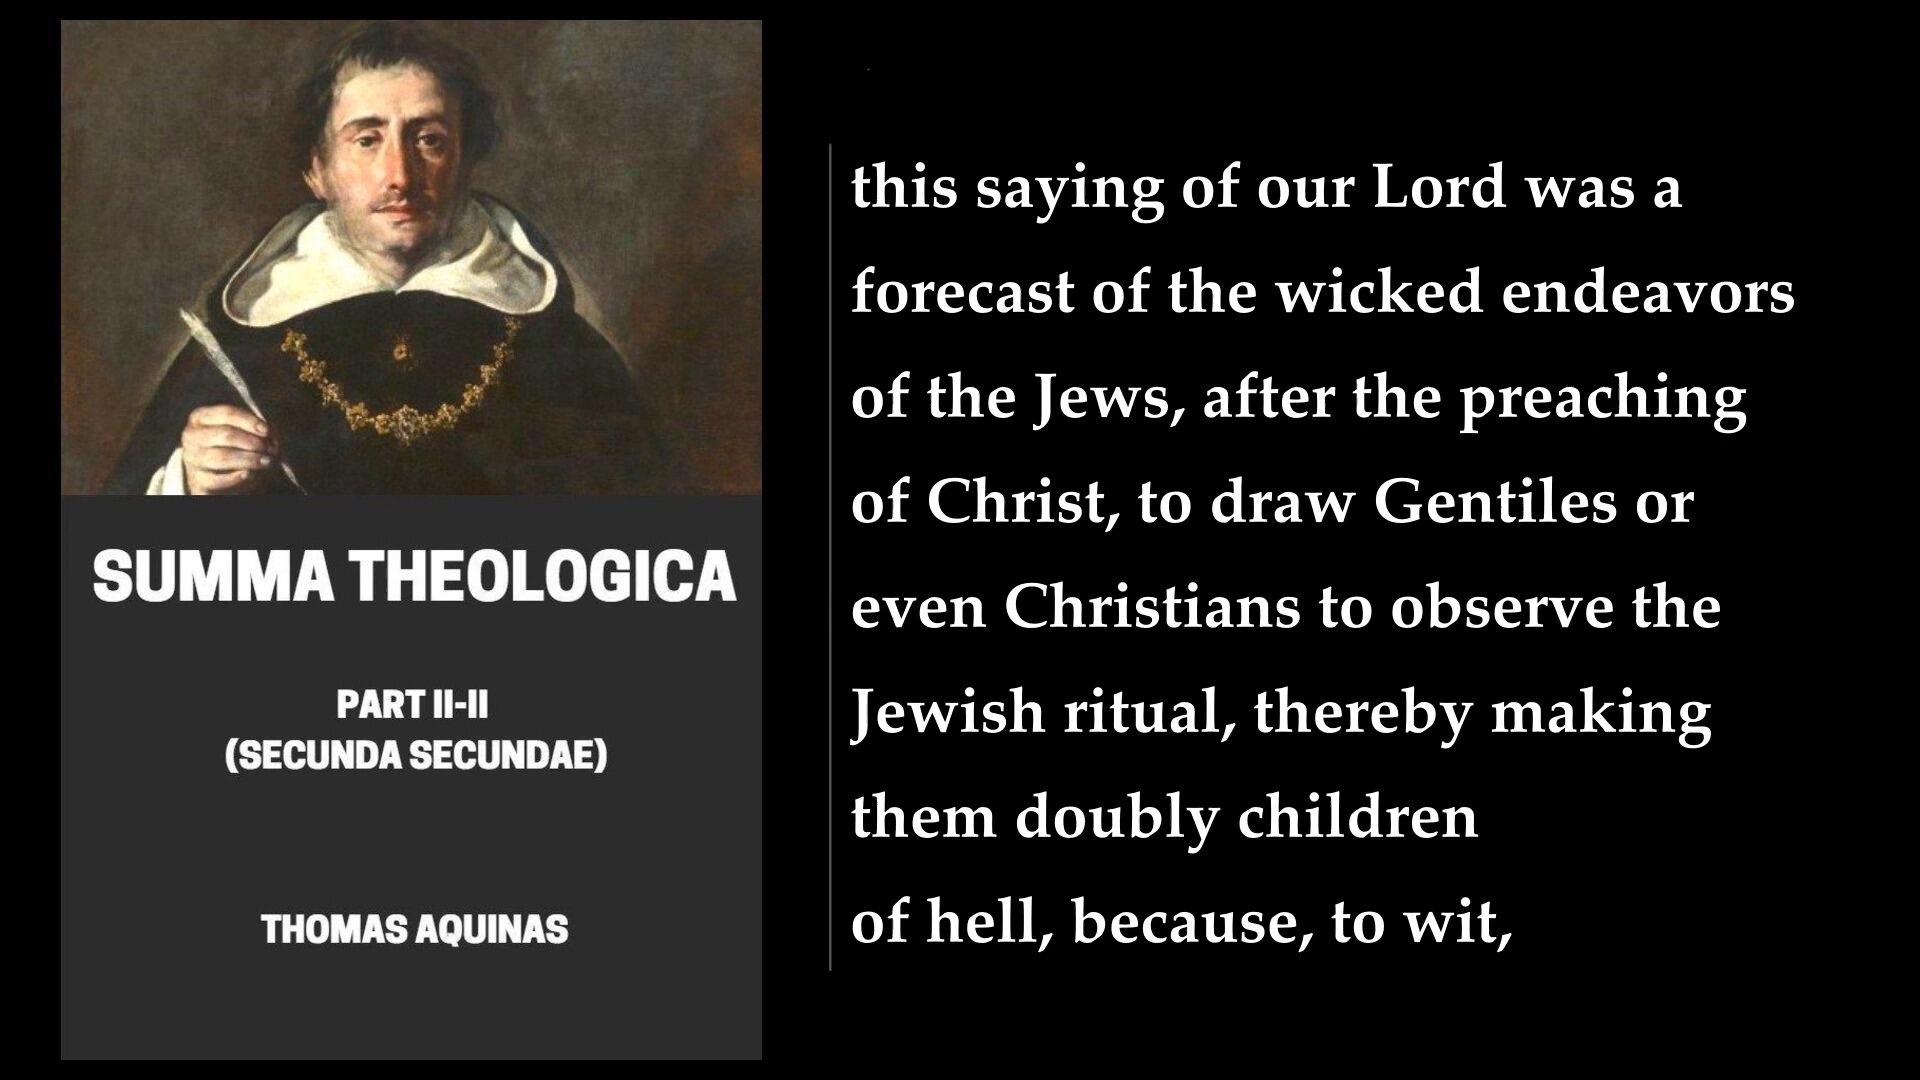 SUMMA THEOLOGICA
PART II-II
(SECUNDA SECUNDAE)
THOMAS AQUINAS
this saying of our Lord was a
forecast of the wicked endeavors
of the Jews, after the preaching
of Christ, to draw Gentiles or
even Christians to observe the
Jewish ritual, thereby making
them doubly children
of hell, because, to wit,